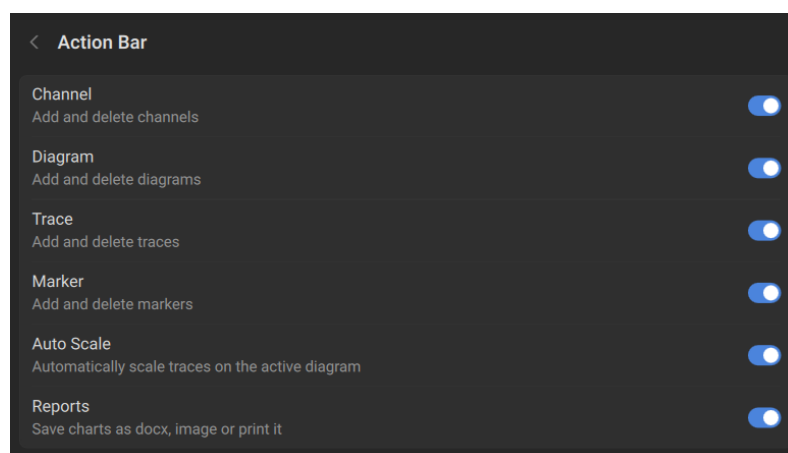 Action Bar
Channel
Add and delete channels
Diagram
Add and delete diagrams
Trace
Add and delete traces
Marker
Add and delete markers
Auto Scale
Automatically scale traces on the active diagram
Reports
Save charts as docx, image or print it